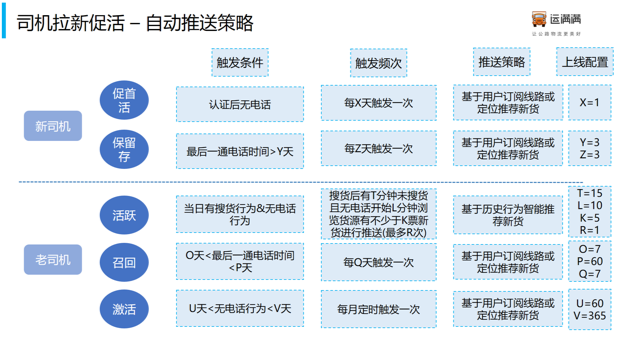 司机拉新促活 – 自动推送策略
运满满
让公路物流更美好
触发条件
触发频次
推送策略
上线配置
新司机
促首
活
认证后无电话
每X天触发一次
基于用户订阅线路或
定位推荐新货
X=1
保留
存
最后一通电话时间>Y天
每Z天触发一次
基于用户订阅线路或
定位推荐新货
Y=3
Z=3
老司机
活跃
当日有搜货行为&无电话
行为
搜货后有T分钟未搜货
且无电话开始L分钟浏
览货源有不少于K票新
货进行推送(最多R次)
基于历史行为智能推
荐新货
T=15
L=10
K=5
R=1
召回
O天<最后一通电话时间
<P天
每Q天触发一次
基于用户订阅线路或
定位推荐新货
O=7
P=60
Q=7
激活
U天<无电话行为<V天
每月定时触发一次
基于用户订阅线路或
定位推荐新货
U=60
V=365